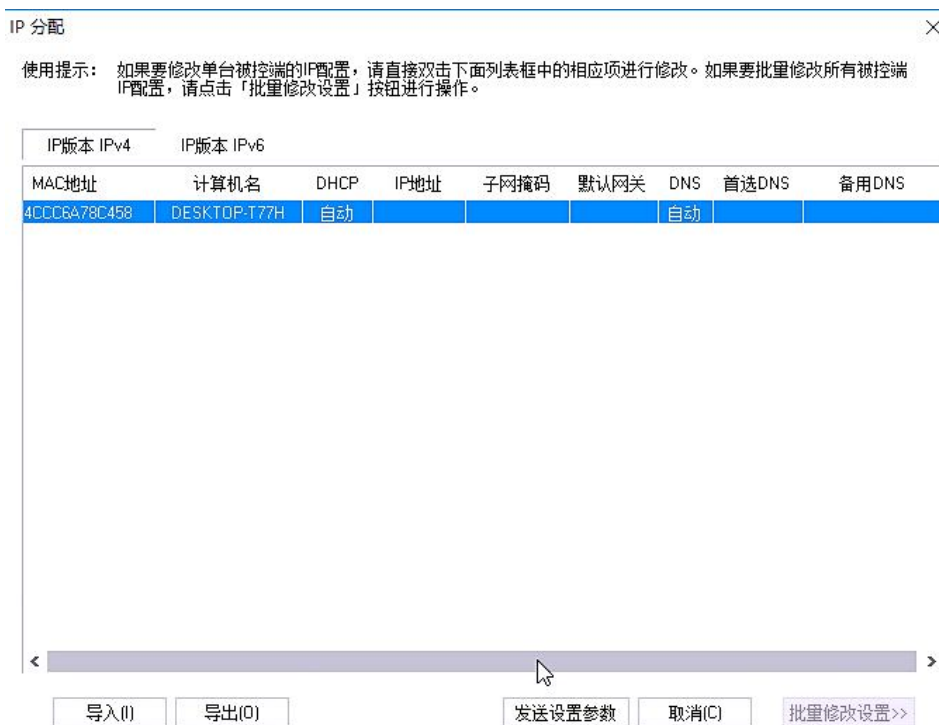 IP 分配
使用提示： 如果要修改单台被控端的IP配置，请直接双击下面列表框中的相应项进行修改。如果要批量修改所有被控端
IP配置，请点击「批量修改设置」按钮进行操作。
IP版本 IPv4 IP版本 IPv6
MAC地址 计算机名 DHCP IP地址 子网掩码 默认网关 DNS 首选DNS 备用DNS
4CCC6A78C458 DESKTOP-T77H 自动 自动
导入(I) 导出(O) 发送设置参数 取消(C) 批量修改设置>>